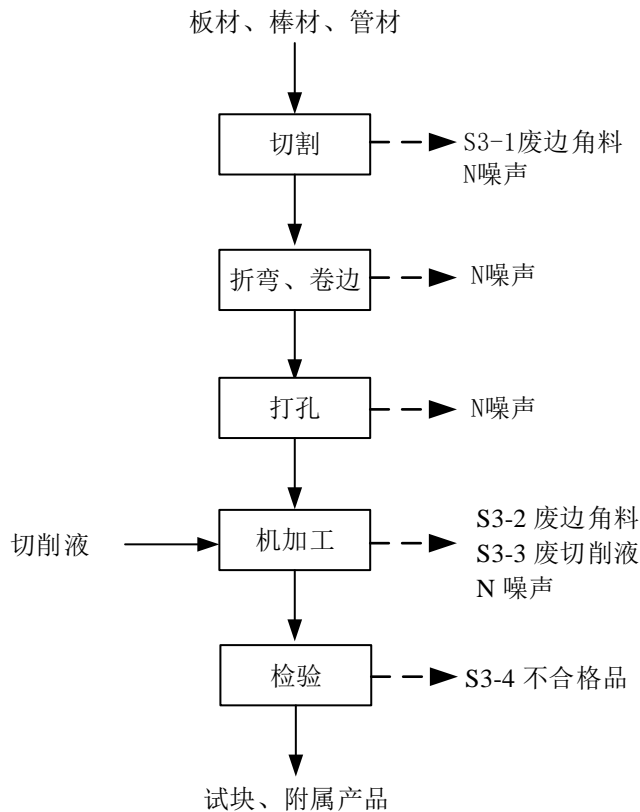 板材、棒材、管材
切割
S3-1废边角料
N噪声
折弯、卷边
N噪声
打孔
N噪声
切削液
机加工
S3-2 废边角料
S3-3 废切削液
N 噪声
检验
S3-4 不合格品
试块、附属产品